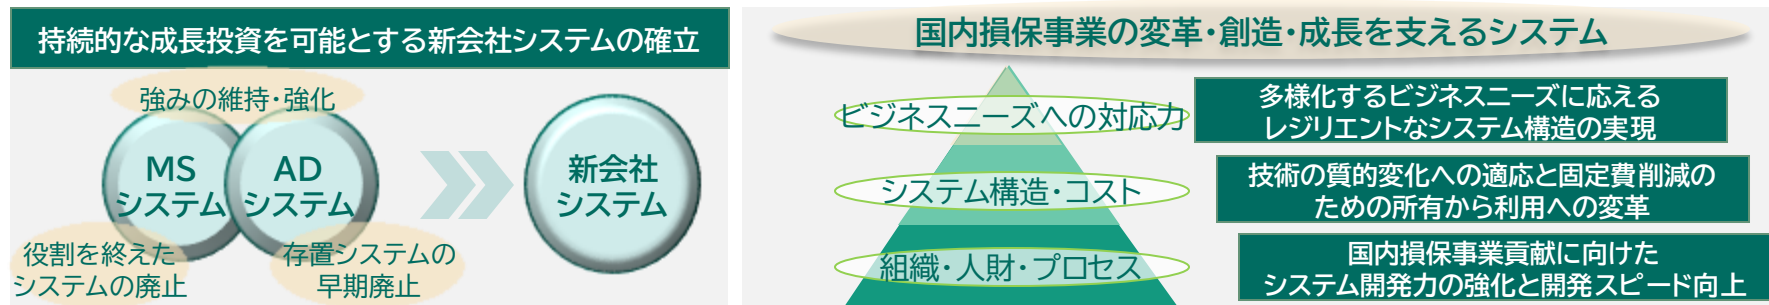 持続的な成長投資を可能とする新会社システムの確立
強みの維持・強化
MS
システム
AD
システム
新会社
システム
役割を終えた
システムの廃止
存置システムの
早期廃止
国内損保事業の変革・創造・成長を支えるシステム
ビジネスニーズへの対応力
多様化するビジネスニーズに応える
レジリエントなシステム構造の実現
システム構造・コスト
技術の質的変化への適応と固定費削減の
ための所有から利用への変革
組織・人財・プロセス
国内損保事業貢献に向けた
システム開発力の強化と開発スピード向上